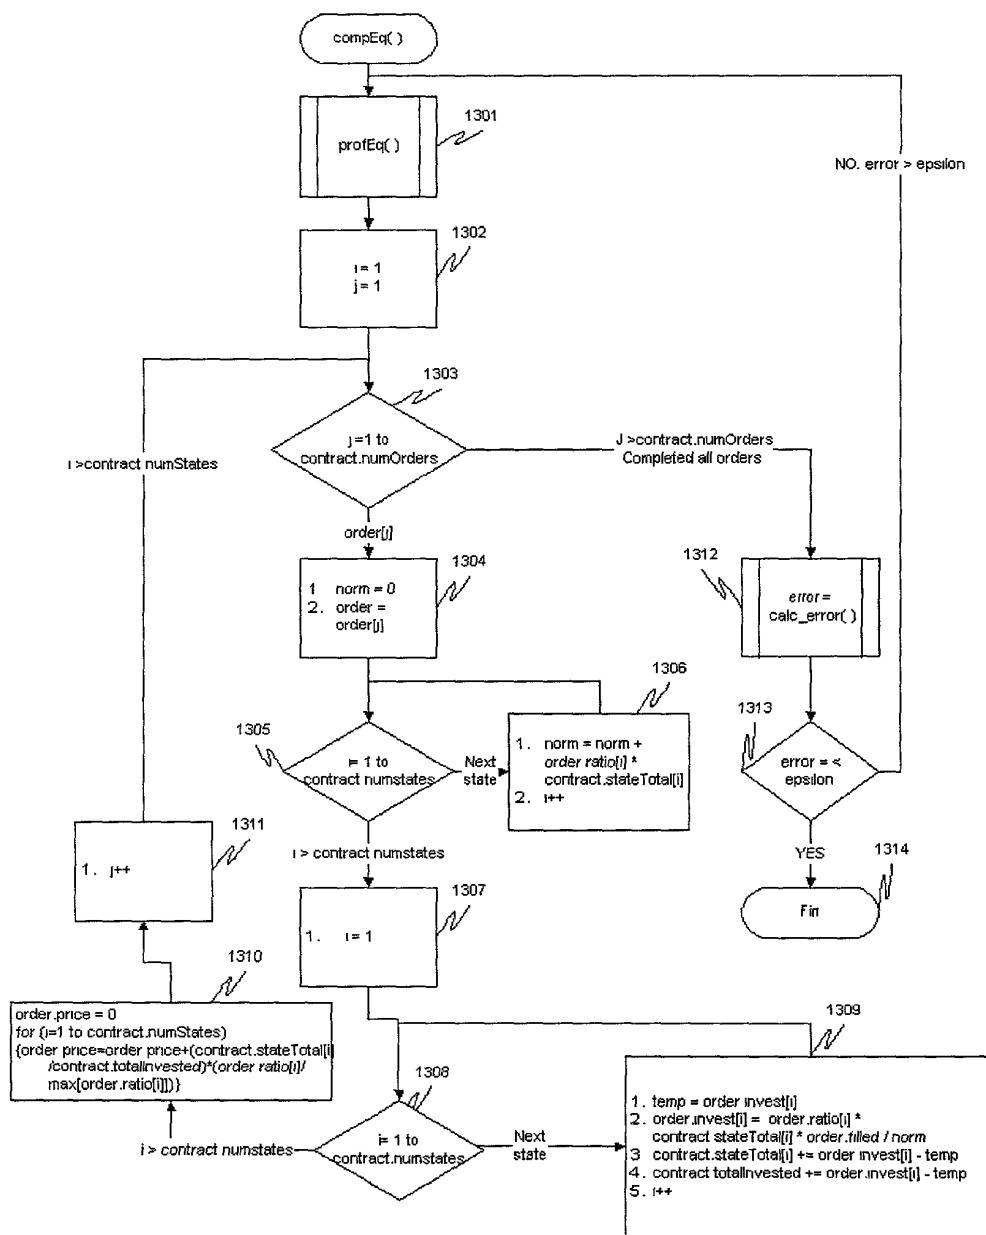 compEq( )
1301
profEq( )
NO. error > epsilon
1302
i= 1
j= 1
1303
j=1 to
contract.numOrders
J >contract.numOrders
Completed all orders
i >contract numStates
order[j]
1304
1 norm = 0
2. order =
order[j]
1312
error =
calc_error( )
1306
1. norm = norm +
order ratio[i] *
contract.stateTotal[i]
2. i++
1305
i= 1 to
contract numstates
Next
state
1313
error = <
epsilon
1311
1. j++
i > contract numstates
YES
1314
Fin
1307
1. i= 1
1310
order.price = 0
for (i=1 to contract.numStates)
{order price=order price+(contract.stateTotal[i]
/contract.totalInvested)*(order ratio[i]/
max[order.ratio[i]])}
1309
1308
i= 1 to
contract.numstates
i > contract numstates
Next
state
1. temp = order invest[i]
2. order.invest[i] = order.ratio[i] *
contract stateTotal[i] * order.filled / norm
3 contract.stateTotal[i] += order invest[i] - temp
4. contract totalInvested += order.invest[i] - temp
5. i++